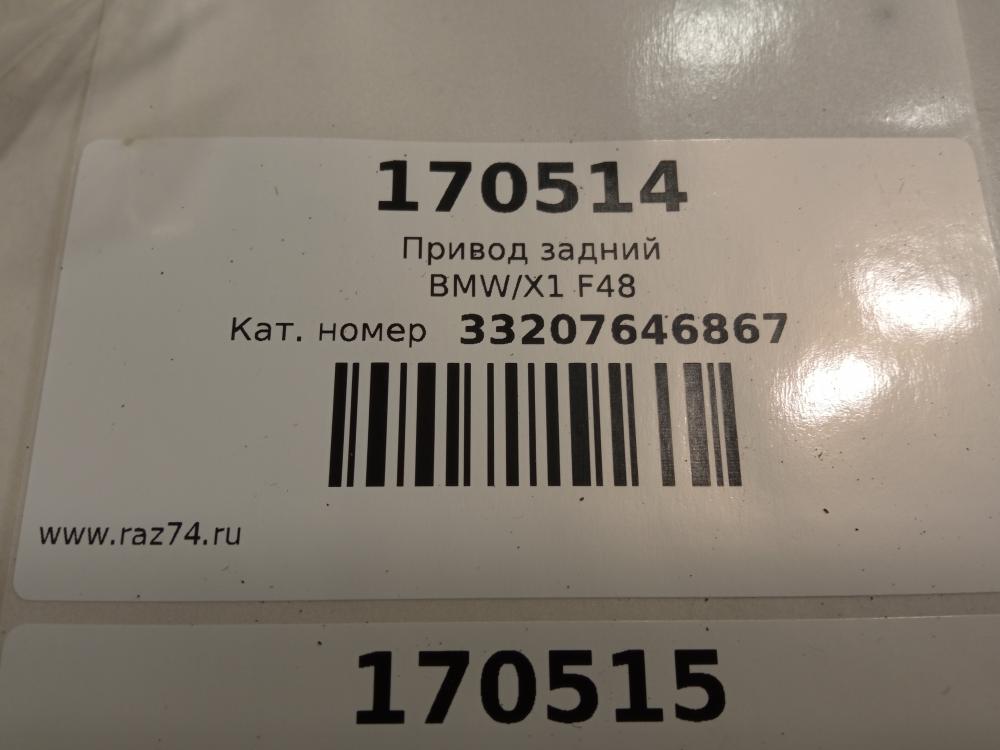 170514
Привод задний
BMW/X1 F48
Кат. номер 33207646867
www.raz74.ru
170515